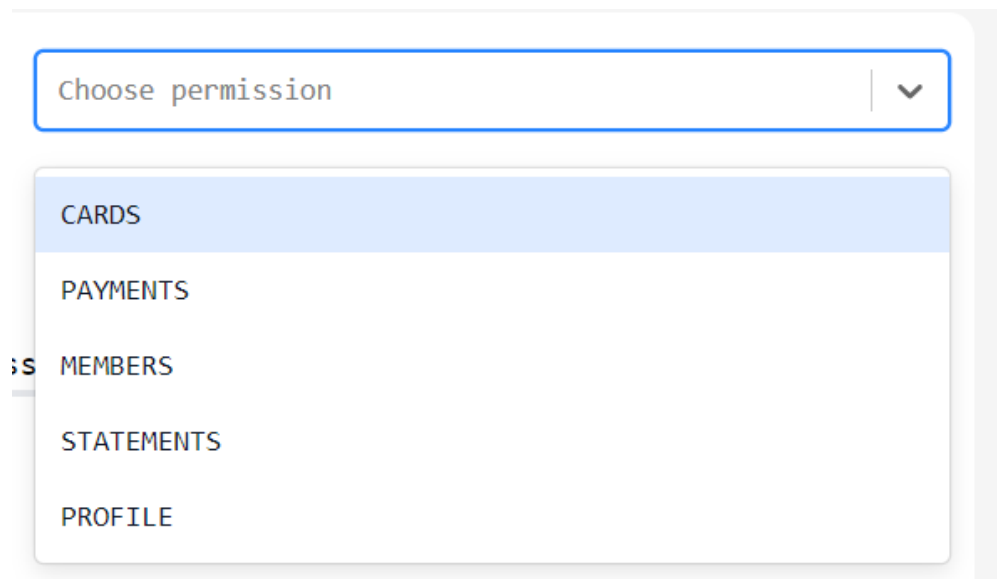 Choose permission
CARDS
PAYMENTS
MEMBERS
STATEMENTS
PROFILE